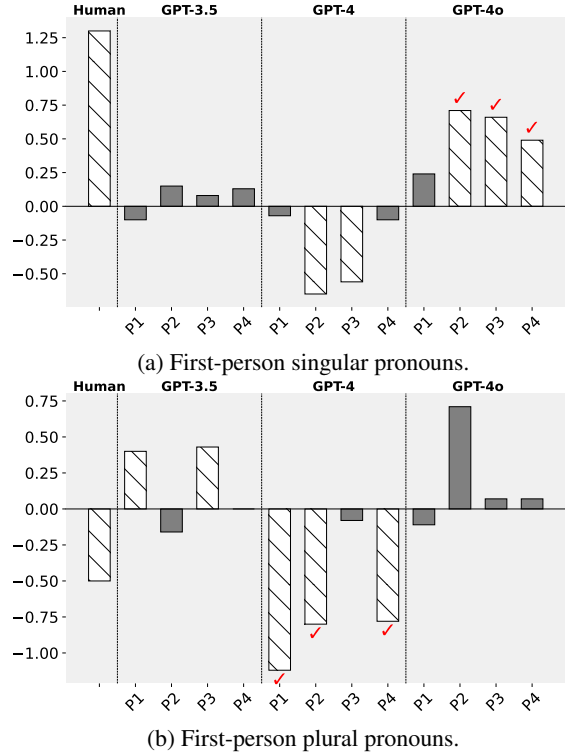 Human GPT-3.5 GPT-4 GPT-4o
1.25
1.00
0.75
0.50
0.25
0.00
−0.25
−0.50
P1 P2 P3 P4 P1 P2 P3 P4 P1 P2 P3 P4
(a) First-person singular pronouns.
Human GPT-3.5 GPT-4 GPT-4o
0.75
0.50
0.25
0.00
−0.25
−0.50
−0.75
−1.00
P1 P2 P3 P4 P1 P2 P3 P4 P1 P2 P3 P4
(b) First-person plural pronouns.